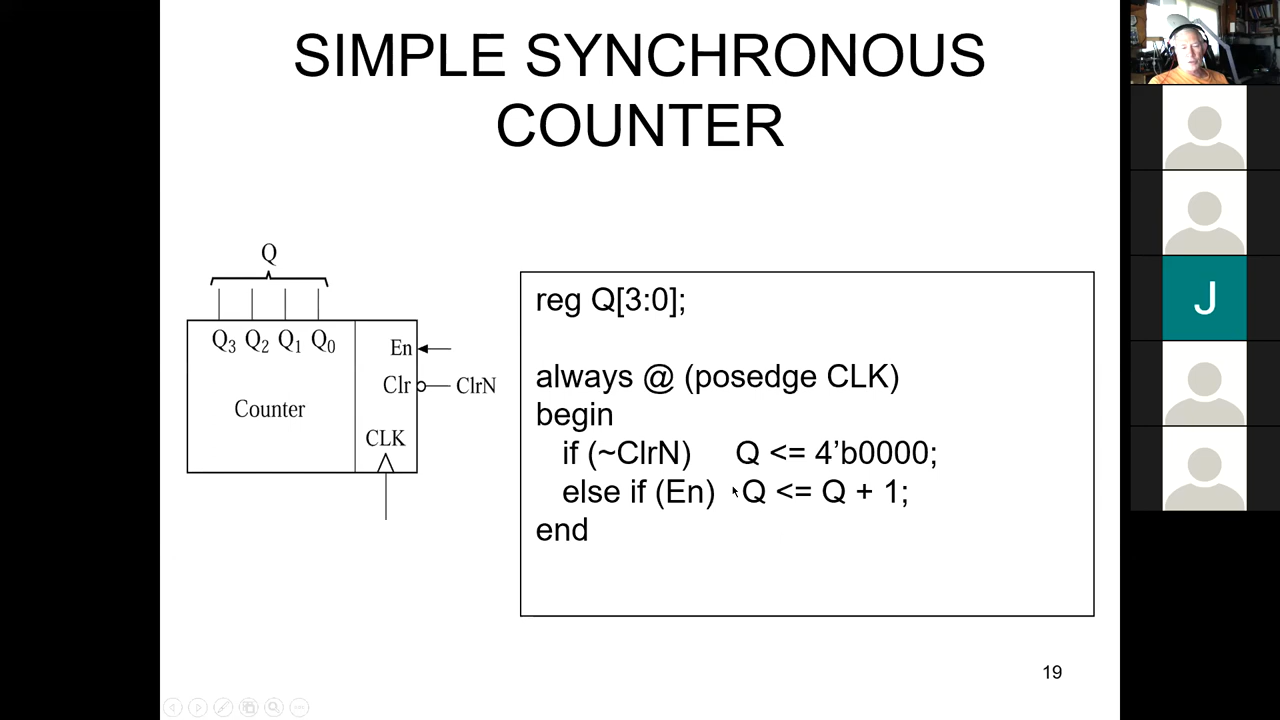 SIMPLE SYNCHRONOUS
COUNTER
Q
Q3 Q2 Q1 Q0
En
Clr
ClrN
Counter
CLK
reg Q[3:0];
always @ (posedge CLK)
begin
if (~ClrN) Q <= 4’b0000;
else if (En) Q <= Q + 1;
end
19
J